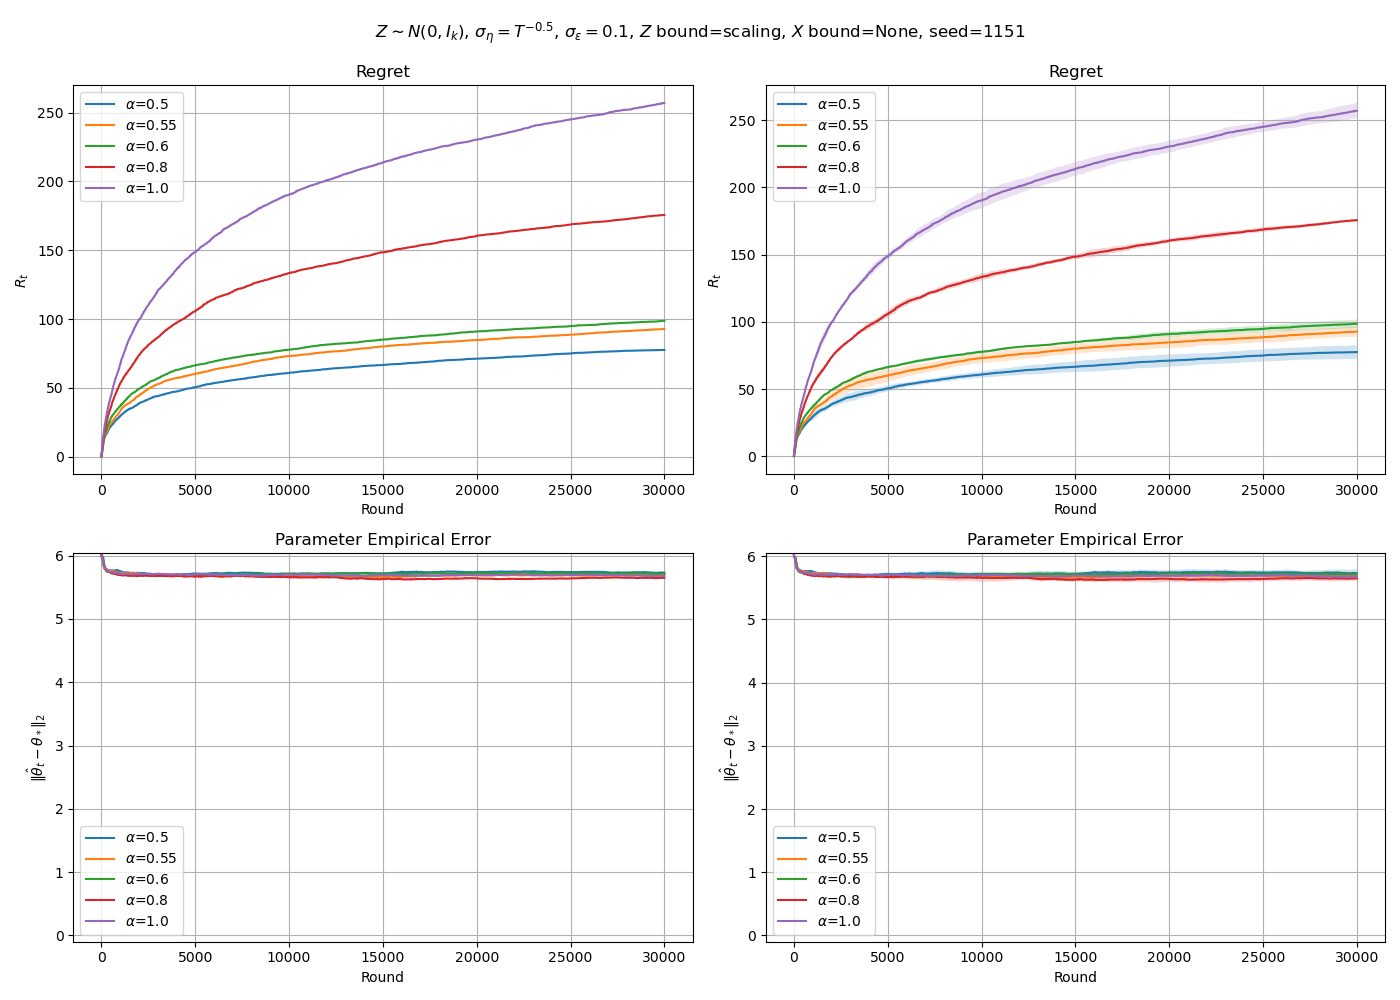 Z ∼ N(0, I_k), σ_η = T^{−0.5}, σ_ε = 0.1, Z bound=scaling, X bound=None, seed=1151
Regret
R_t
250
200
150
100
50
0
α=0.5
α=0.55
α=0.6
α=0.8
α=1.0
0 5000 10000 15000 20000 25000 30000
Round
Regret
R_t
250
200
150
100
50
0
α=0.5
α=0.55
α=0.6
α=0.8
α=1.0
0 5000 10000 15000 20000 25000 30000
Round
Parameter Empirical Error
‖θ̂_t − θ_*‖_2
6
5
4
3
2
1
0
α=0.5
α=0.55
α=0.6
α=0.8
α=1.0
0 5000 10000 15000 20000 25000 30000
Round
Parameter Empirical Error
‖θ̂_t − θ_*‖_2
6
5
4
3
2
1
0
α=0.5
α=0.55
α=0.6
α=0.8
α=1.0
0 5000 10000 15000 20000 25000 30000
Round